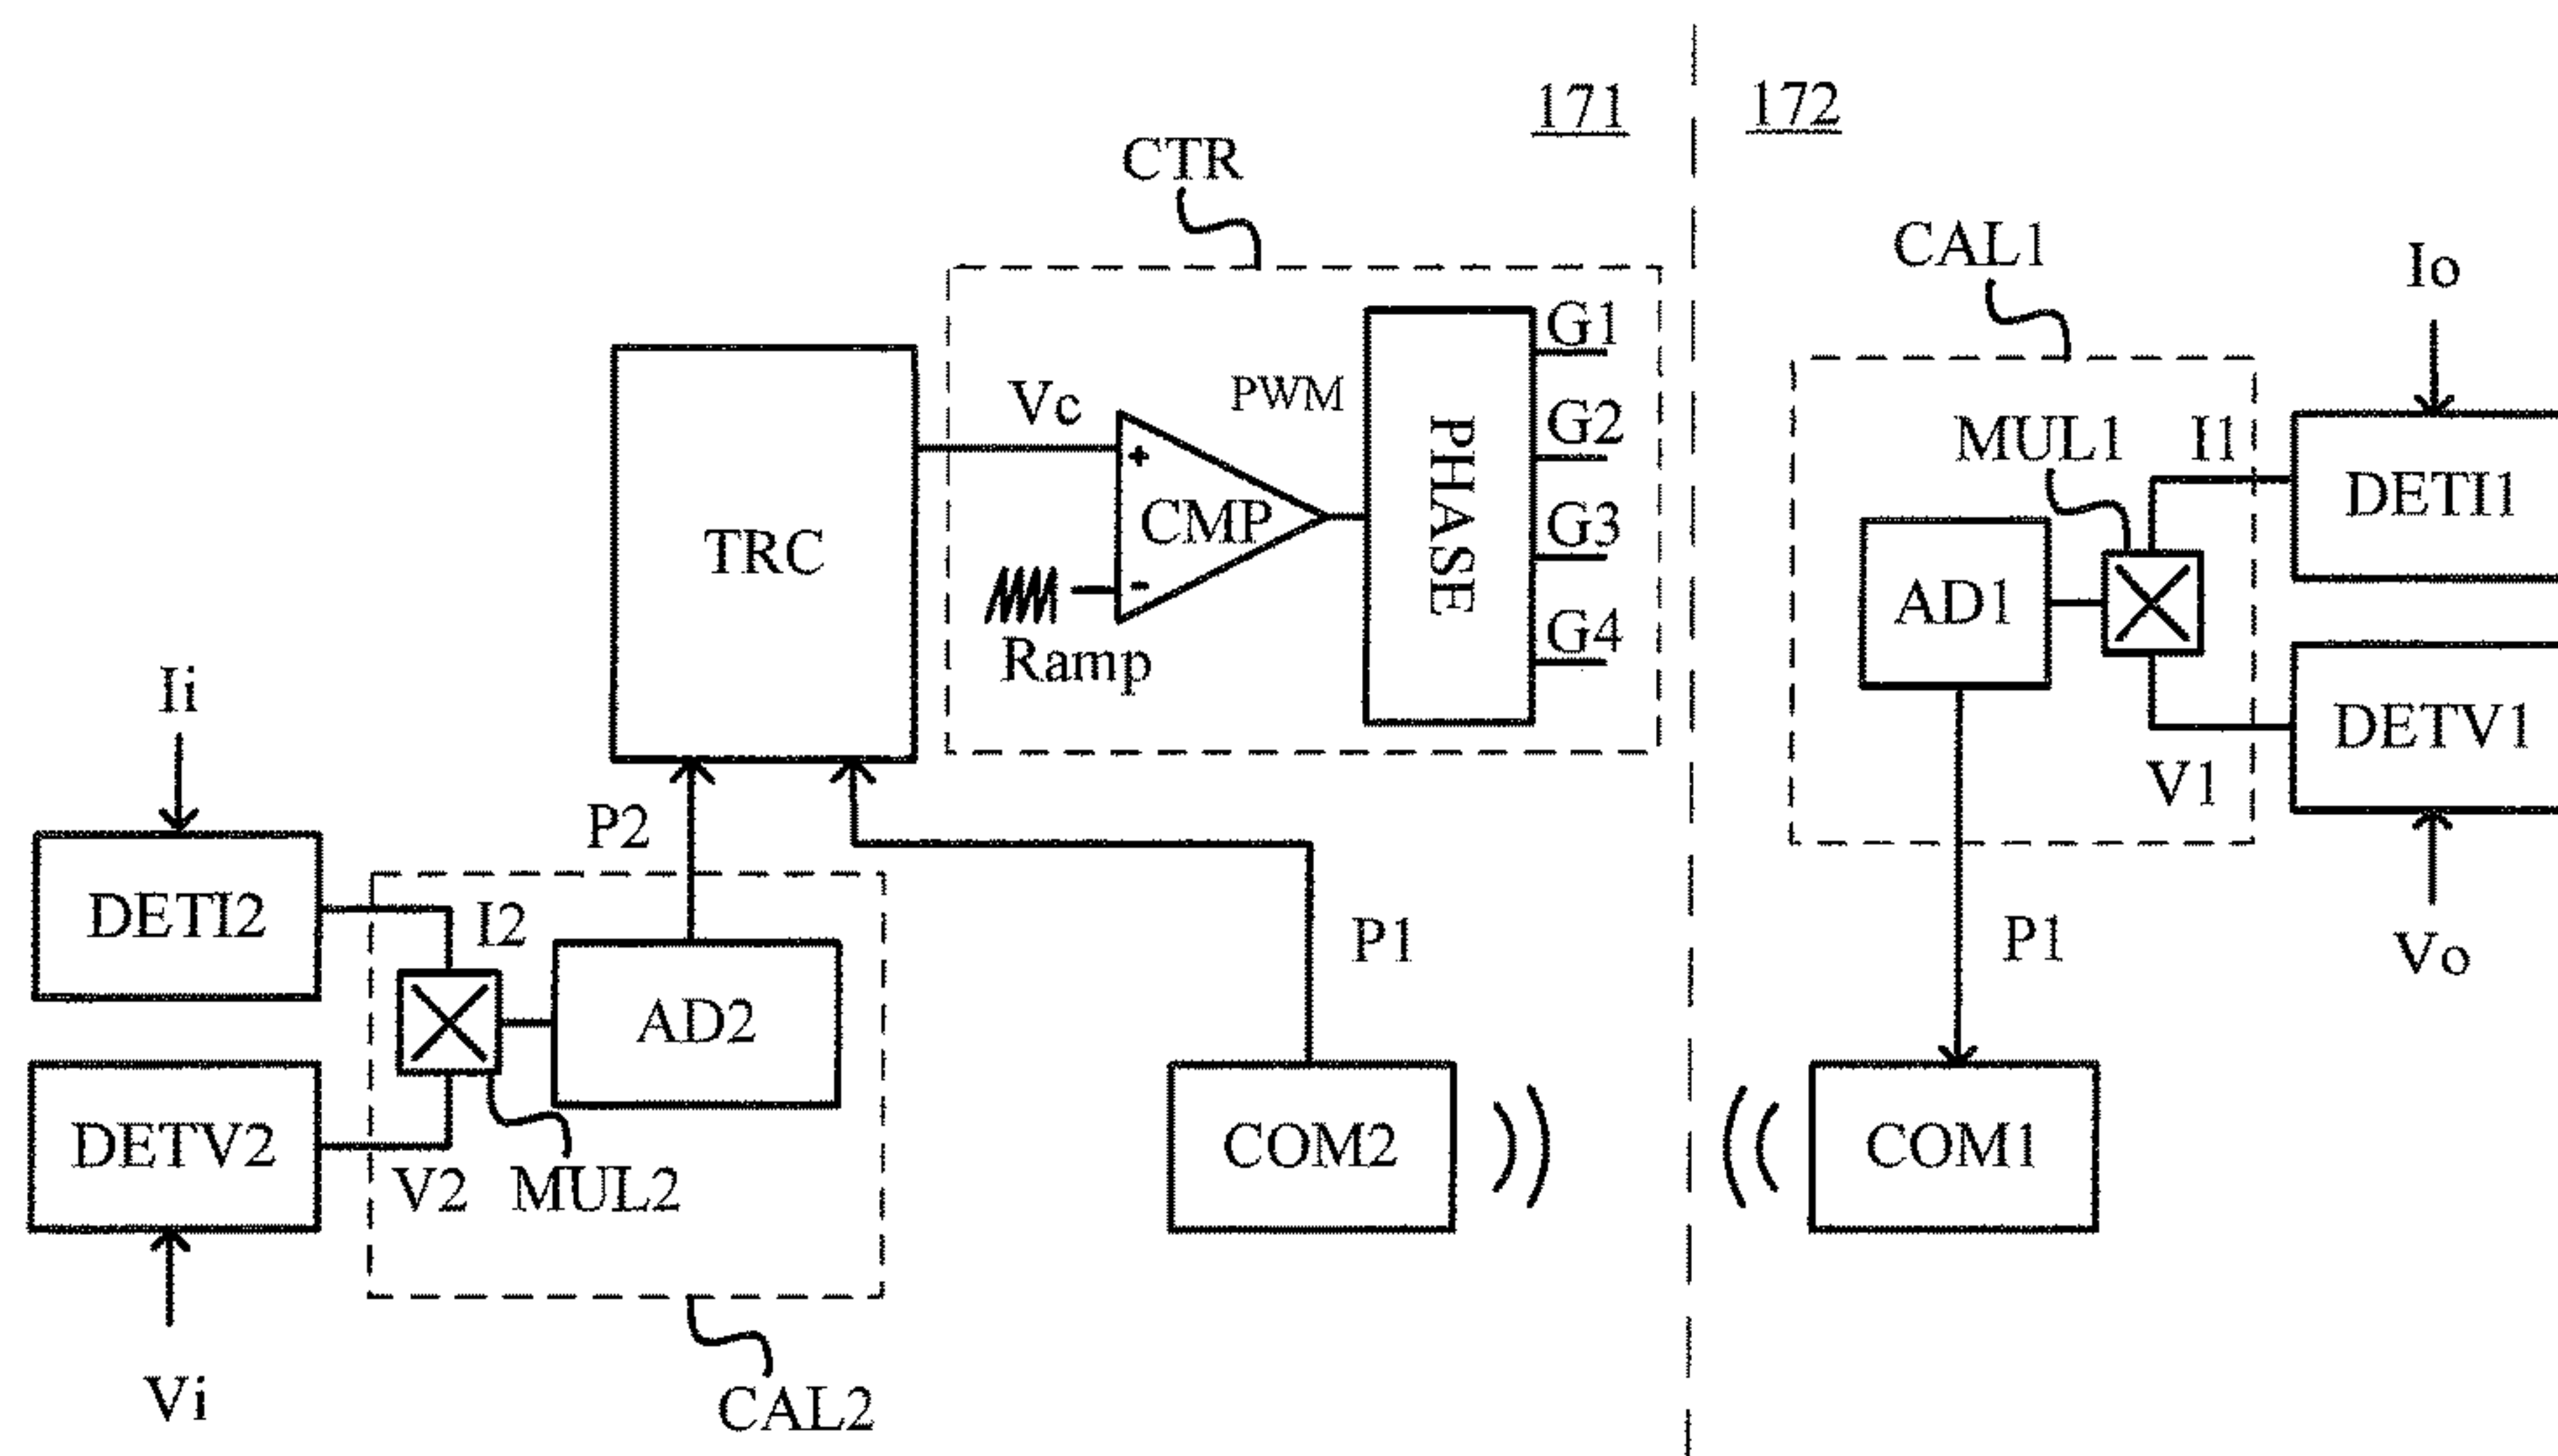 171
172
CTR
CAL1
Io
G1
Vc
PWM
G2
MUL1
I1
DETI1
TRC
CMP
PHASE
G3
AD1
Ramp
G4
Ii
DETV1
V1
P2
DETI2
I2
P1
P1
Vo
AD2
DETV2
V2
MUL2
COM2
COM1
Vi
CAL2